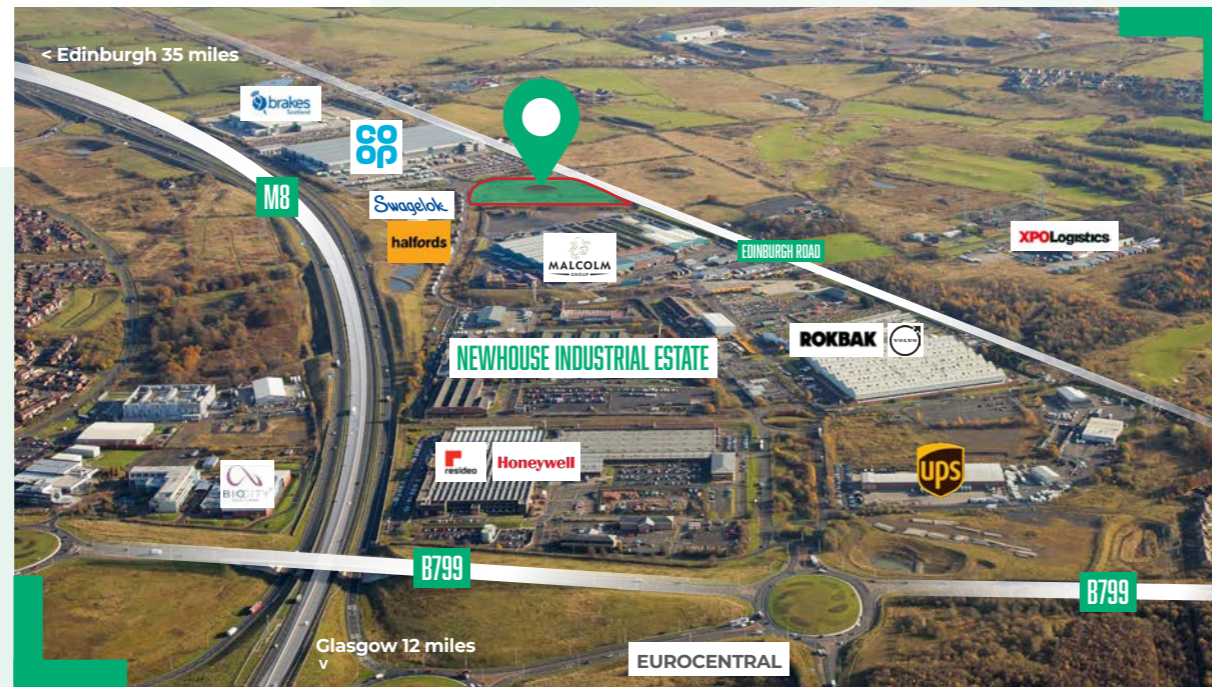 < Edinburgh 35 miles
brakes
Scotland
CO
OP
M8
Swagelok
halfords
MALCOLM
GROUP
EDINBURGH ROAD
XPOLogistics
ROKBAK
VOLVO
NEWHOUSE INDUSTRIAL ESTATE
resideo
Honeywell
ups
BIOCITY
B799
B799
Glasgow 12 miles
v
EUROCENTRAL